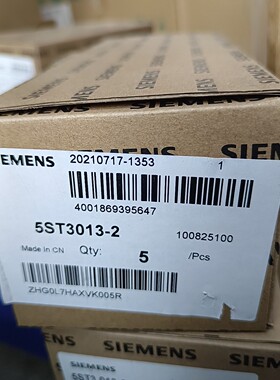 SIEMENS
SIEMENS
SIEMENS
20210717-1353
1
4001869395647
5ST3013-2
100825100
Made in CN
Qty:
5
/Pcs
ZHG0L7HAXVK005R
SIEMENS